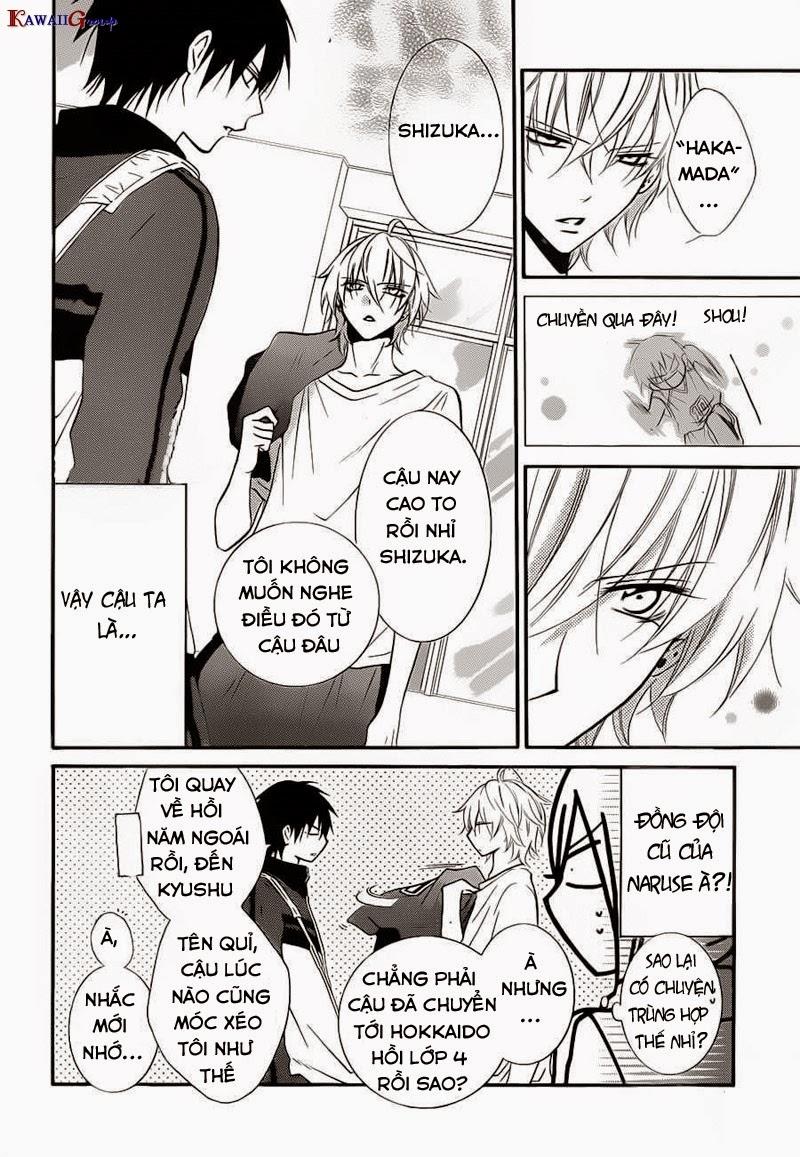 KAWAIIGroup
"HAKA-
MADA"
...
CHUYỀN QUA ĐÂY!
SHOU!
SHIZUKA...
CẬU NAY
CAO TO
RỒI NHỈ
SHIZUKA.
TÔI KHÔNG
MUỐN NGHE
ĐIỀU ĐÓ TỪ
CẬU ĐÂU
VẬY CẬU TA
LÀ...
ĐỒNG ĐỘI
CŨ CỦA
NARUSE À?!
SAO LẠI
CÓ CHUYỆN
TRÙNG HỢP
THẾ NHỈ?
À
NHƯNG
...
CHẲNG PHẢI
CẬU ĐÃ CHUYỂN
TỚI HOKKAIDO
HỒI LỚP 4
RỒI SAO?
TÔI QUAY
VỀ HỒI
NĂM NGOÁI
RỒI, ĐẾN
KYUSHU
TÊN QUỈ,
CẬU LÚC
NÀO CŨNG
MÓC XÉO
TÔI NHƯ
THẾ
À,
NHẮC
MỚI
NHỚ...